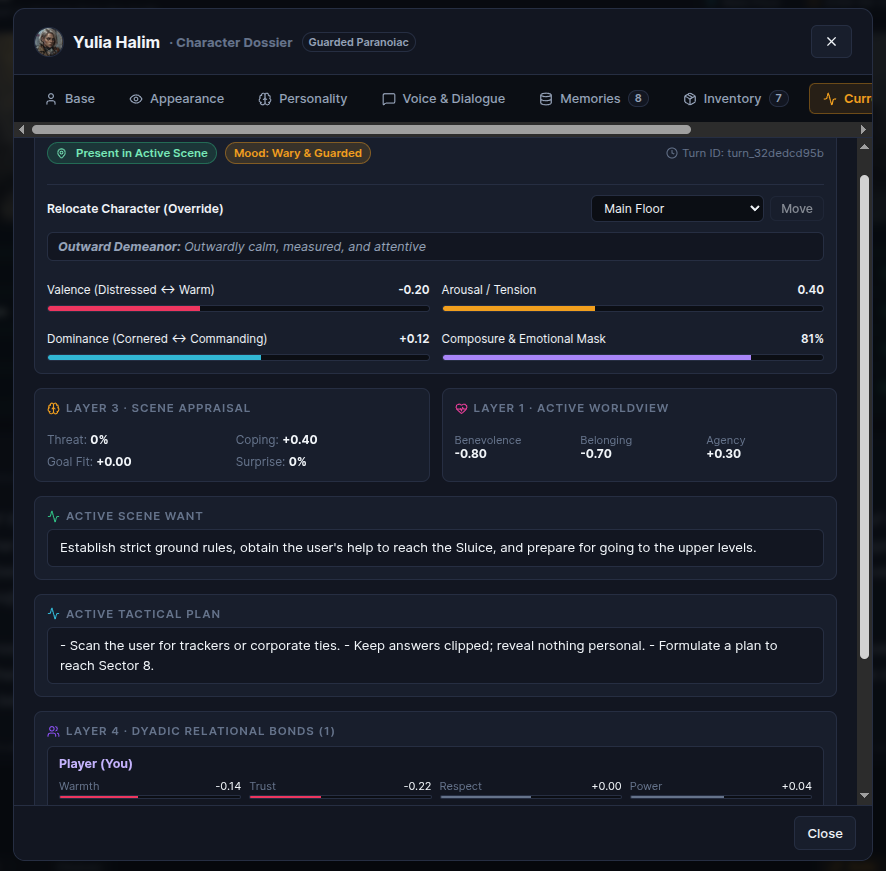 Yulia Halim · Character Dossier Guarded Paranoiac
Base Appearance Personality Voice & Dialogue Memories 8 Inventory 7 Curr
Present in Active Scene Mood: Wary & Guarded Turn ID: turn_32dedcd95b
Relocate Character (Override) Main Floor Move
Outward Demeanor: Outwardly calm, measured, and attentive
Valence (Distressed ↔ Warm) -0.20 Arousal / Tension 0.40
Dominance (Cornered ↔ Commanding) +0.12 Composure & Emotional Mask 81%
LAYER 3 · SCENE APPRAISAL LAYER 1 · ACTIVE WORLDVIEW
Threat: 0% Coping: +0.40 Benevolence Belonging Agency
-0.80 -0.70 +0.30
Goal Fit: +0.00 Surprise: 0%
ACTIVE SCENE WANT
Establish strict ground rules, obtain the user's help to reach the Sluice, and prepare for going to the upper levels.
ACTIVE TACTICAL PLAN
- Scan the user for trackers or corporate ties. - Keep answers clipped; reveal nothing personal. - Formulate a plan to
reach Sector 8.
LAYER 4 · DYADIC RELATIONAL BONDS (1)
Player (You)
Warmth -0.14 Trust -0.22 Respect +0.00 Power +0.04
Close